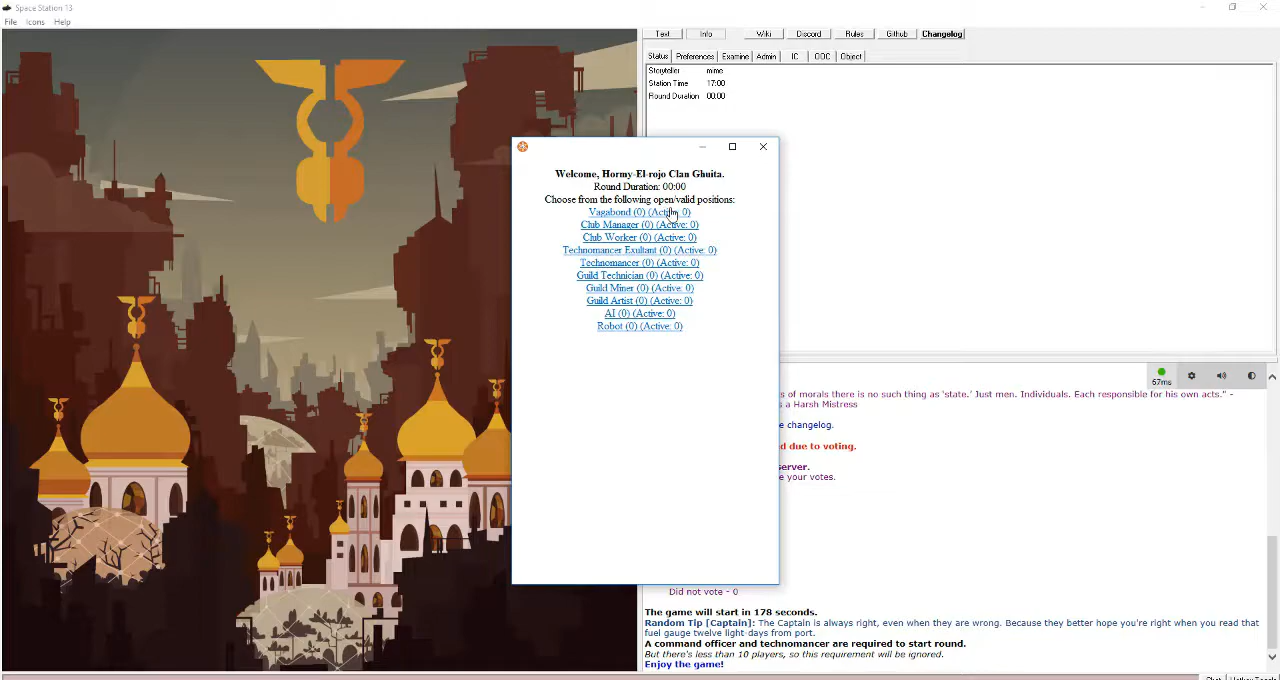 Space Station 13
File Icons Help
Text Info Wiki Discord Rules Github Changelog
Status Preferences Examine Admin IC OOC Object
Storyteller mime
Station Time 17:00
Round Duration 00:00
Welcome, Hormy-El-rojo Clan Ghuita.
Round Duration: 00:00
Choose from the following open/valid positions:
Vagabond (0) (Active: 0)
Club Manager (0) (Active: 0)
Club Worker (0) (Active: 0)
Technomancer Exultant (0) (Active: 0)
Technomancer (0) (Active: 0)
Guild Technician (0) (Active: 0)
Guild Miner (0) (Active: 0)
Guild Artist (0) (Active: 0)
AI (0) (Active: 0)
Robot (0) (Active: 0)
67ms
s of morals there is no such thing as 'state.' Just men. Individuals. Each responsible for his own acts." -
s a Harsh Mistress
e changelog.
d due to voting.
server.
e your votes.
Did not vote - 0
The game will start in 178 seconds.
Random Tip [Captain]: The Captain is always right, even when they are wrong. Because they better hope you're right when you read that
fuel gauge twelve light-days from port.
A command officer and technomancer are required to start round.
But there's less than 10 players, so this requirement will be ignored.
Enjoy the game!